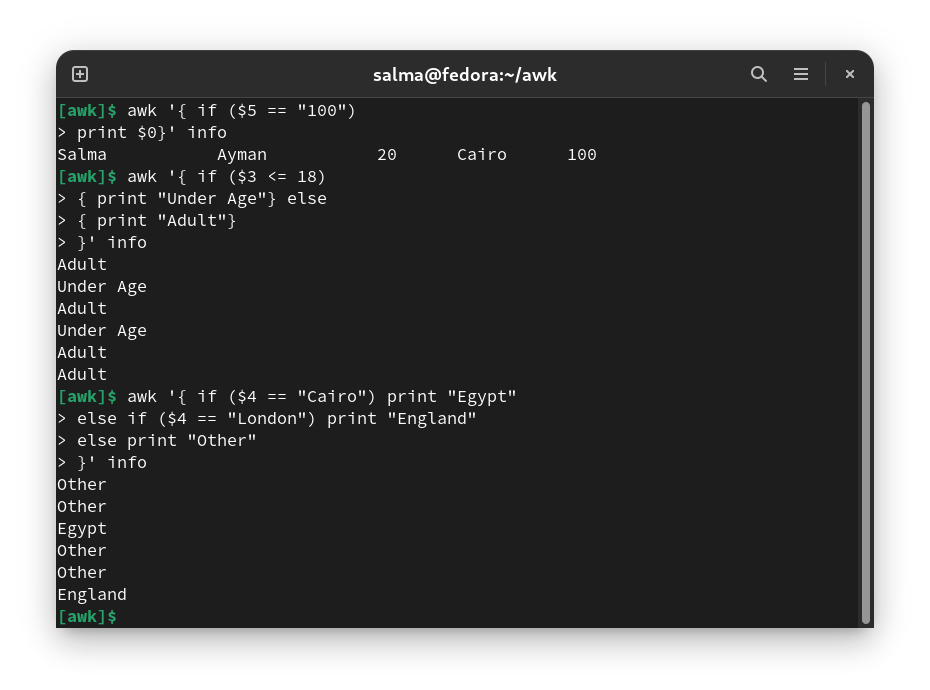 salma@fedora:~/awk
[awk]$ awk '{ if ($5 == "100")
> print $0}' info
Salma           Ayman           20      Cairo      100
[awk]$ awk '{ if ($3 <= 18)
> { print "Under Age"} else
> { print "Adult"}
> }' info
Adult
Under Age
Adult
Under Age
Adult
Adult
[awk]$ awk '{ if ($4 == "Cairo") print "Egypt"
> else if ($4 == "London") print "England"
> else print "Other"
> }' info
Other
Other
Egypt
Other
Other
England
[awk]$